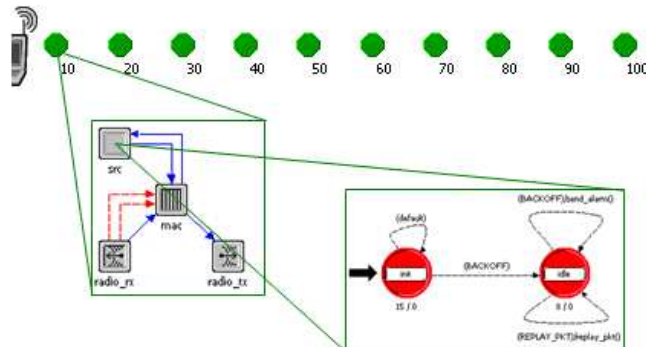 10 20 30 40 50 60 70 80 90 100
src
mac
radio_rx
radio_tx
(default)
init
15 / 0
(BACKOFF)
(BACKOFF)/send_alarm()
idle
0 / 0
(REPLAY_PKT)/replay_pkt()